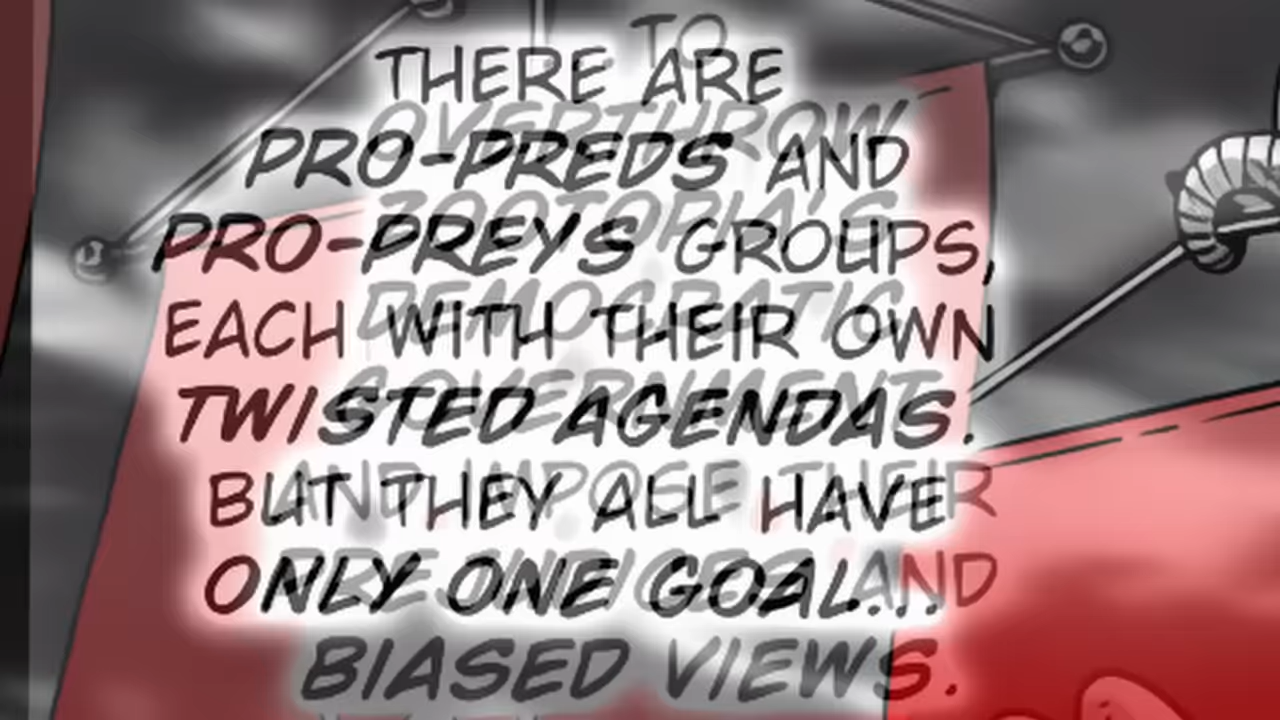 THERE ARE
PRO-PREDS AND
PRO-PREYS GROUPS,
EACH WITH THEIR OWN
TWISTED AGENDAS.
BUT THEY ALL HAVE
ONLY ONE GOAL...
TO
OVERTHROW
ZOOTOPIA'S
DEMOCRATIC
GOVERNMENT
AND IMPOSE THEIR
PREJUDICES AND
BIASED VIEWS.